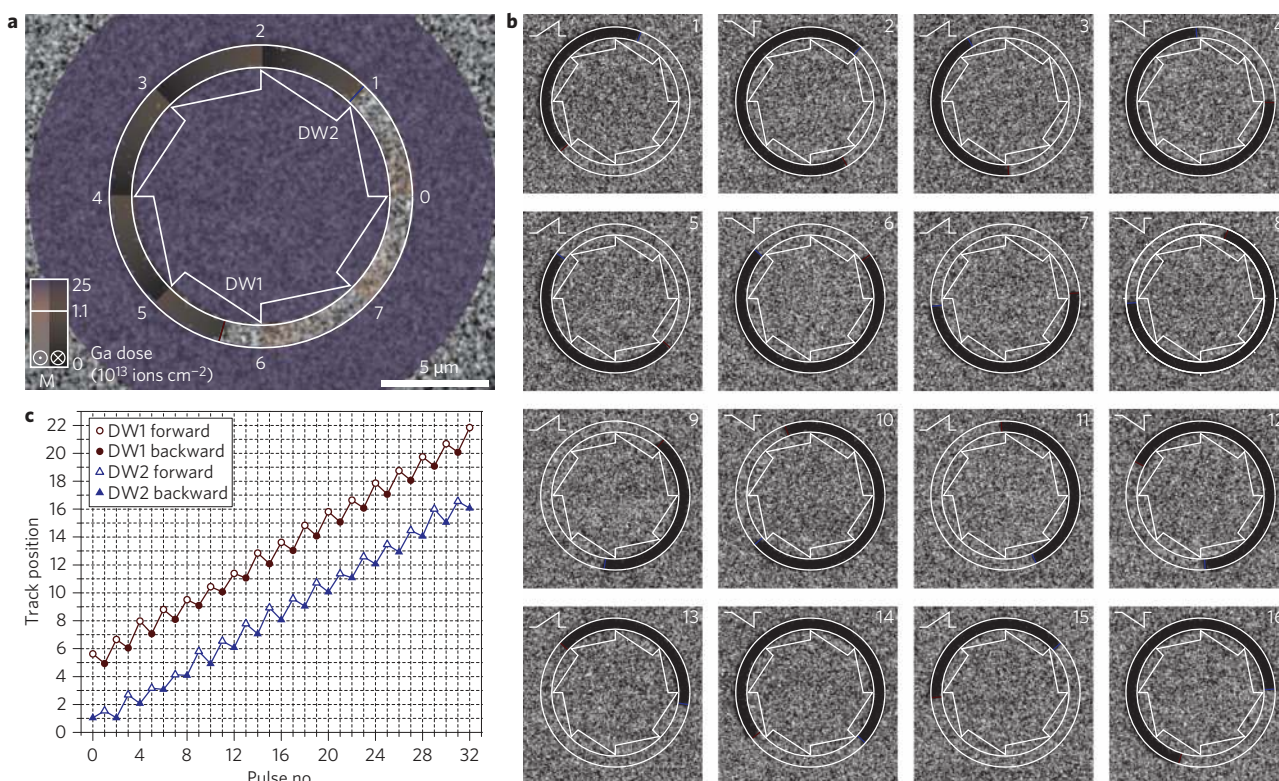 a
2
3
1
DW2
4
0
DW1
5
7
6
25
1.1
0
M
Ga dose
(10¹³ ions cm⁻²)
5 µm
b
1
2
3
4
5
6
7
8
9
10
11
12
13
14
15
16
c
DW1 forward
DW1 backward
DW2 forward
DW2 backward
Track position
22
20
18
16
14
12
10
8
6
4
2
0
0 4 8 12 16 20 24 28 32
Pulse no.